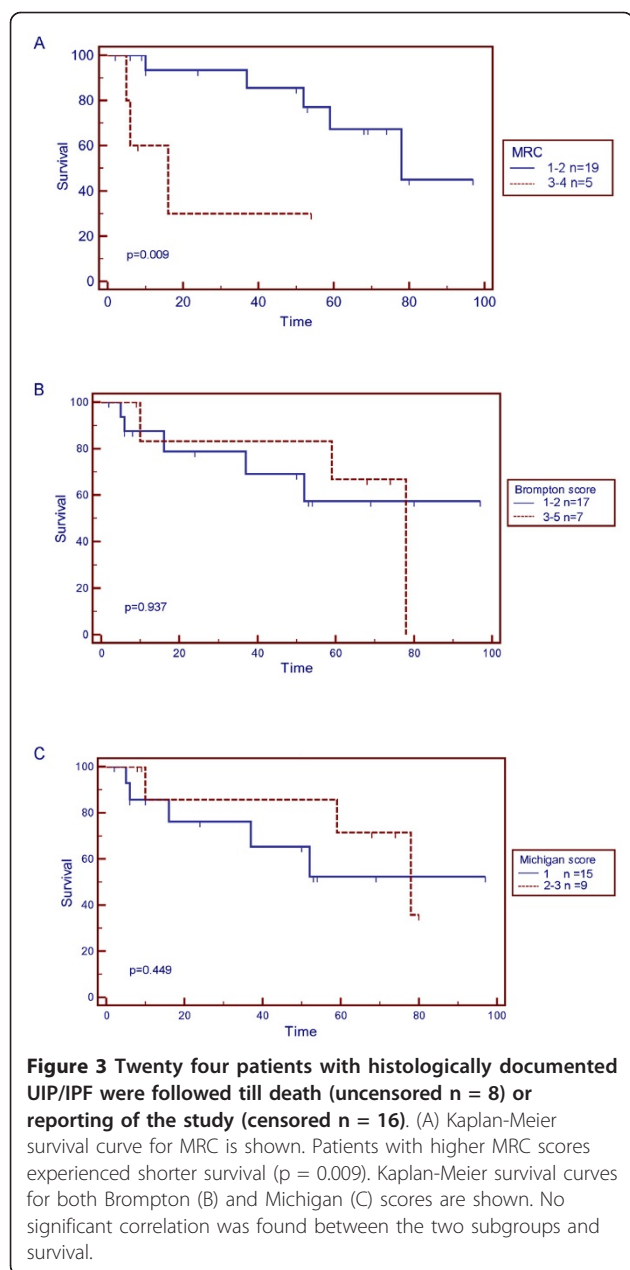 A
100
80
60
40
20
0
Survival
p=0.009
0 20 40 60 80 100
Time
MRC
1-2 n=19
3-4 n=5
B
100
80
60
40
20
0
Survival
p=0.937
0 20 40 60 80 100
Time
Brompton score
1-2 n=17
3-5 n=7
C
100
80
60
40
20
0
Survival
p=0.449
0 20 40 60 80 100
Time
Michigan score
1 n=15
2-3 n=9
Figure 3 Twenty four patients with histologically documented
UIP/IPF were followed till death (uncensored n = 8) or
reporting of the study (censored n = 16). (A) Kaplan-Meier
survival curve for MRC is shown. Patients with higher MRC scores
experienced shorter survival (p = 0.009). Kaplan-Meier survival curves
for both Brompton (B) and Michigan (C) scores are shown. No
significant correlation was found between the two subgroups and
survival.